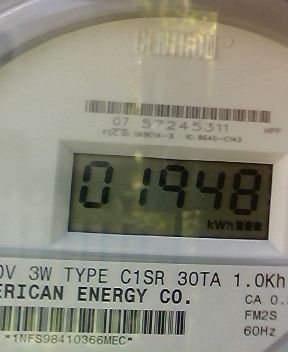 CENTRON
07 57245311
01948
kWh
0V 3W TYPE C1SR 30TA 1.0Kh
ERICAN ENERGY CO.
CA 0.
FM2S
*1NFS98410366MEC* 60Hz